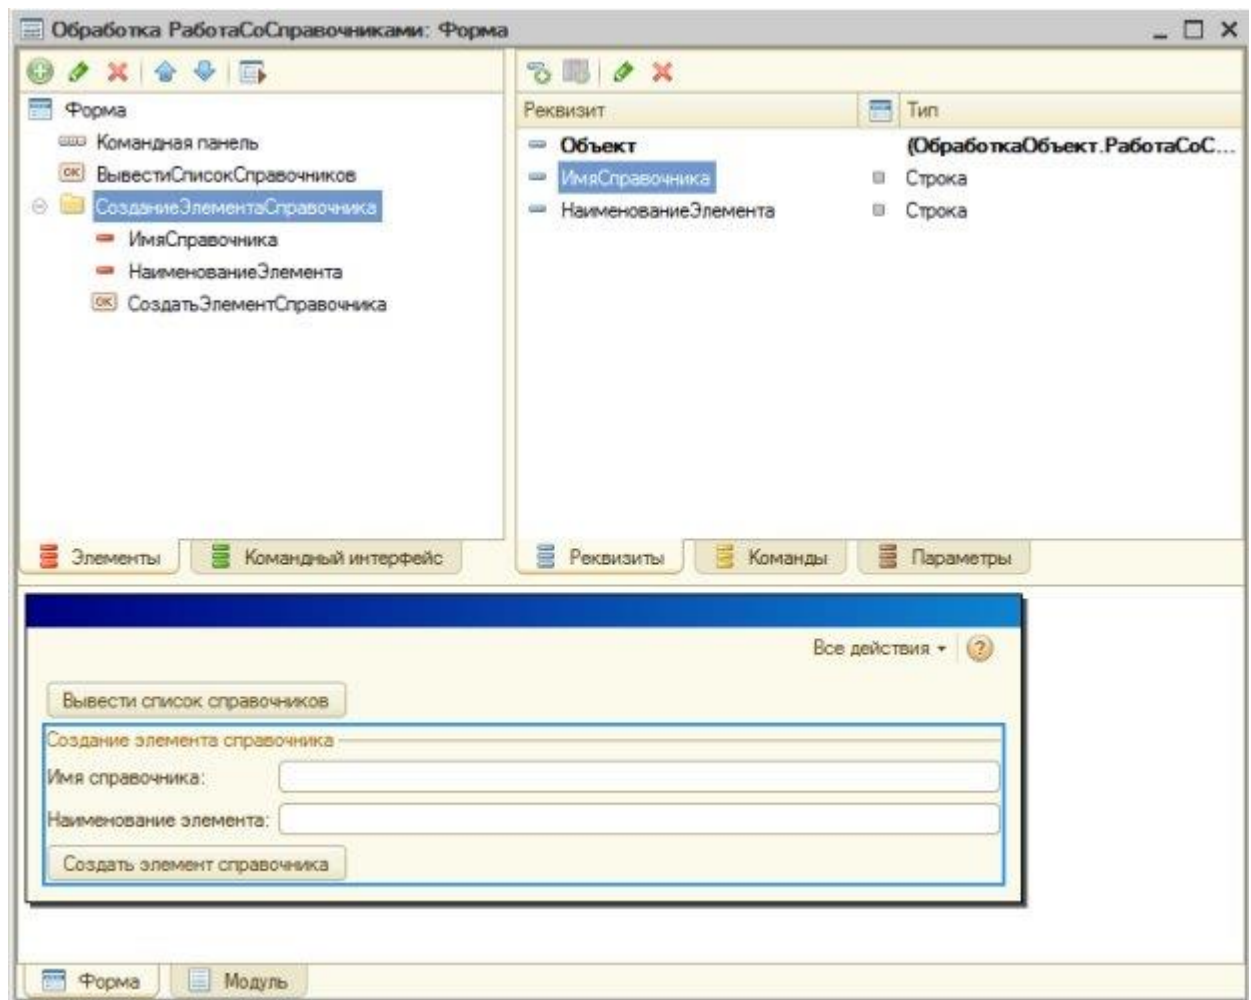 Обработка РаботаСоСправочниками: Форма
Форма
Командная панель
ВывестиСписокСправочников
СозданиеЭлементаСправочника
ИмяСправочника
НаименованиеЭлемента
СоздатьЭлементСправочника
Элементы
Командный интерфейс
Реквизит Тип
Объект (ОбработкаОбъект.РаботаСоС...
ИмяСправочника Строка
НаименованиеЭлемента Строка
Реквизиты
Команды
Параметры
Все действия
Вывести список справочников
Создание элемента справочника
Имя справочника:
Наименование элемента:
Создать элемент справочника
Форма
Модуль